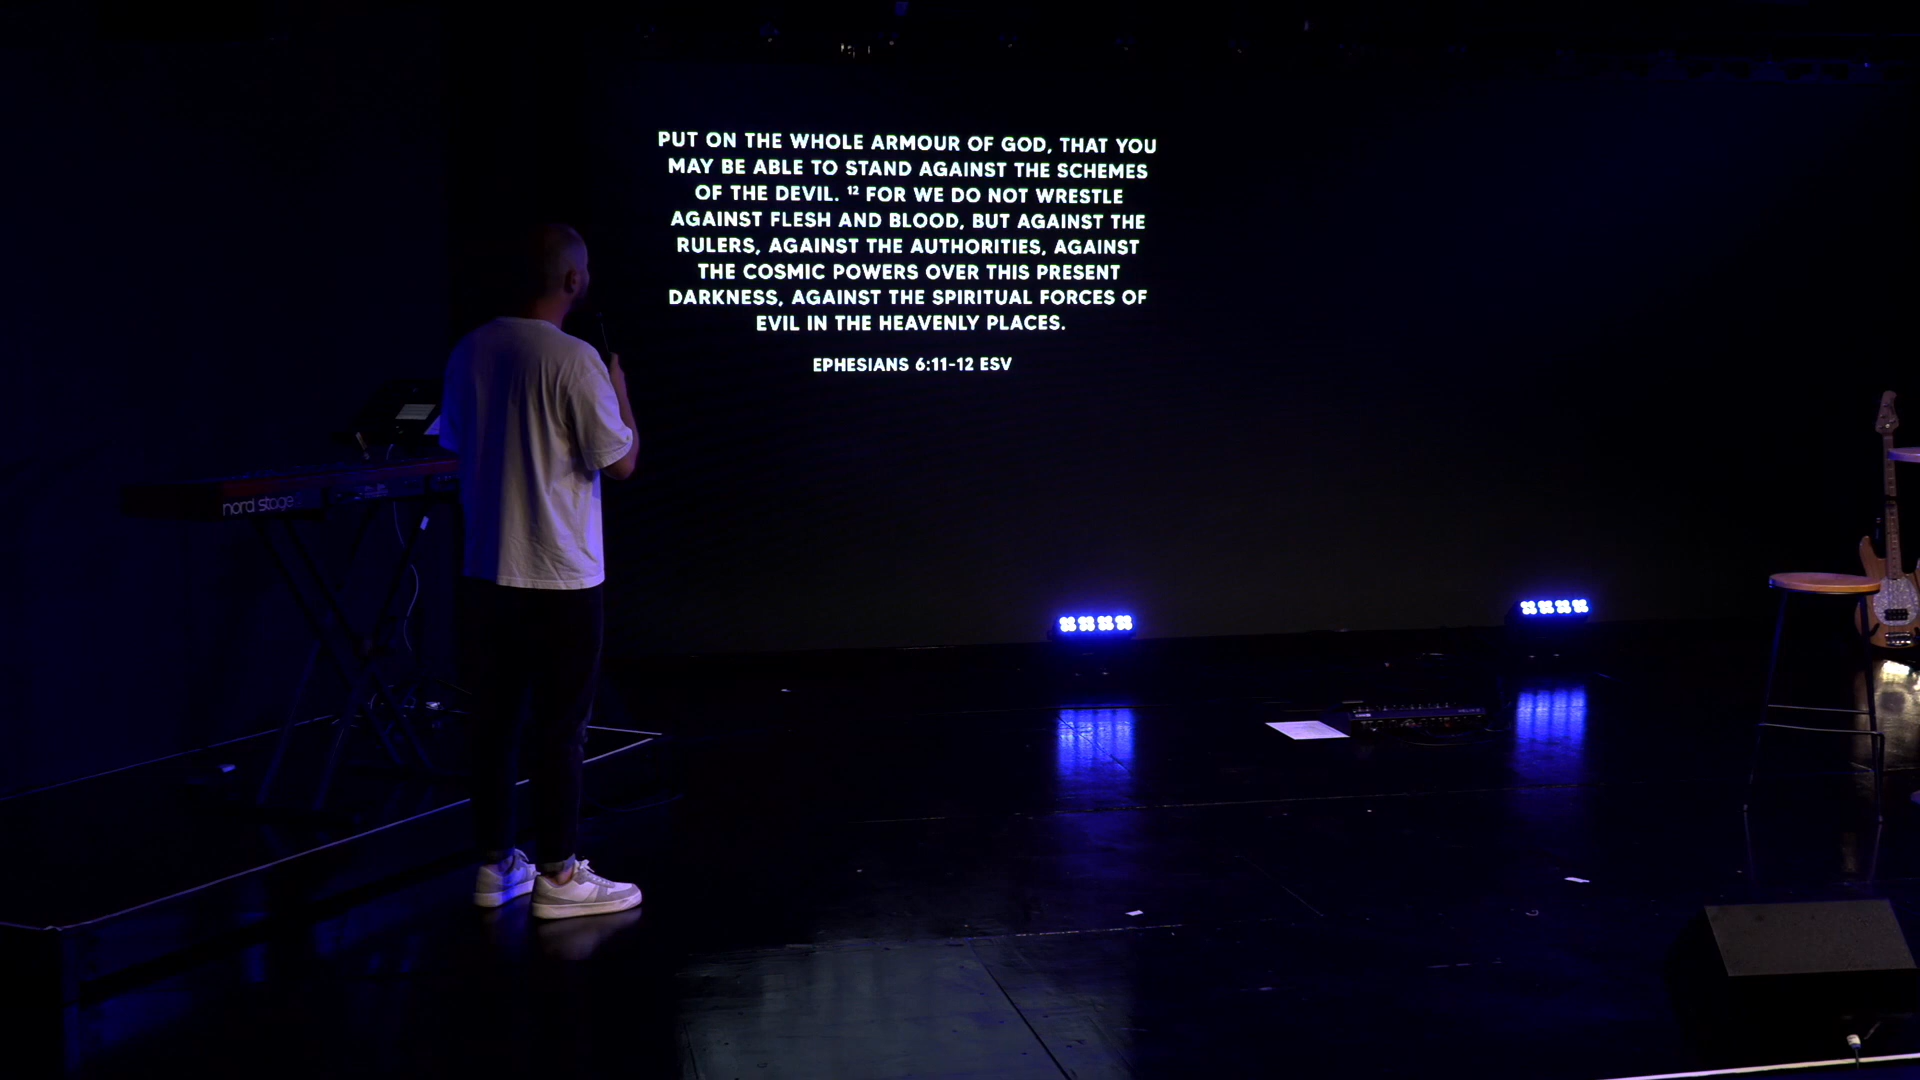 PUT ON THE WHOLE ARMOUR OF GOD, THAT YOU
MAY BE ABLE TO STAND AGAINST THE SCHEMES
OF THE DEVIL. ¹² FOR WE DO NOT WRESTLE
AGAINST FLESH AND BLOOD, BUT AGAINST THE
RULERS, AGAINST THE AUTHORITIES, AGAINST
THE COSMIC POWERS OVER THIS PRESENT
DARKNESS, AGAINST THE SPIRITUAL FORCES OF
EVIL IN THE HEAVENLY PLACES.
EPHESIANS 6:11-12 ESV
nord stage